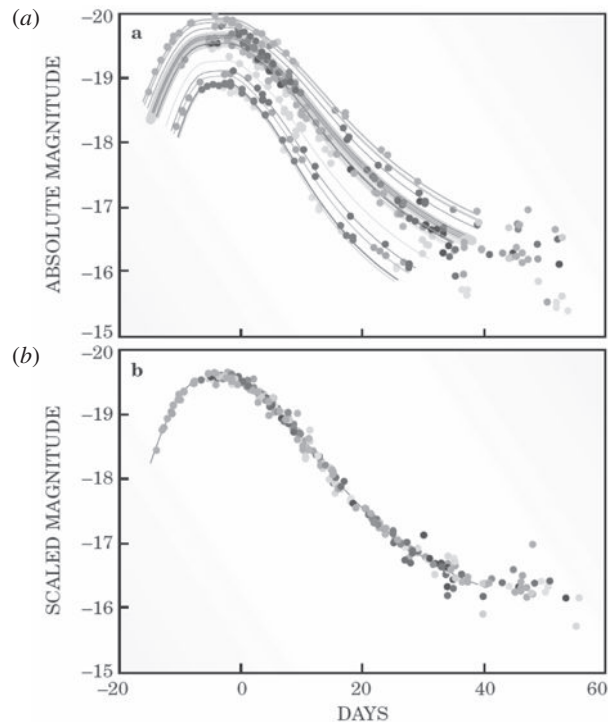 (a)
a
ABSOLUTE MAGNITUDE
–20
–19
–18
–17
–16
–15
(b)
b
SCALED MAGNITUDE
–20
–19
–18
–17
–16
–15
–20 0 20 40 60
DAYS